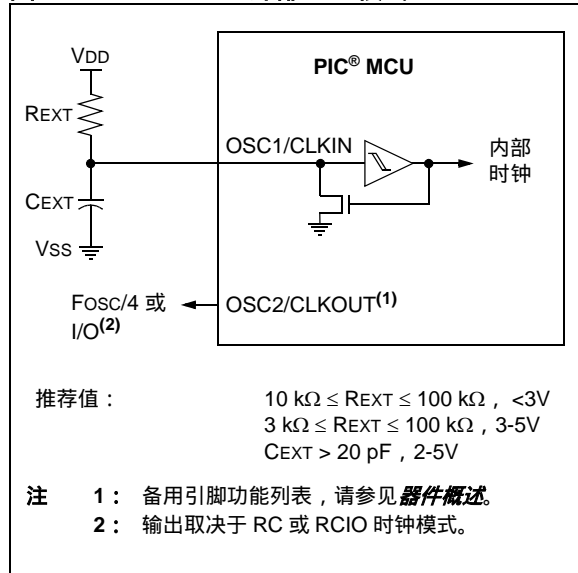 VDD
PIC® MCU
REXT
OSC1/CLKIN
内部
时钟
CEXT
VSS
FOSC/4 或
I/O(2)
OSC2/CLKOUT(1)
推荐值：
10 kΩ ≤ REXT ≤ 100 kΩ，<3V
3 kΩ ≤ REXT ≤ 100 kΩ，3-5V
CEXT > 20 pF，2-5V
注 1： 备用引脚功能列表，请参见器件概述。
2： 输出取决于 RC 或 RCIO 时钟模式。